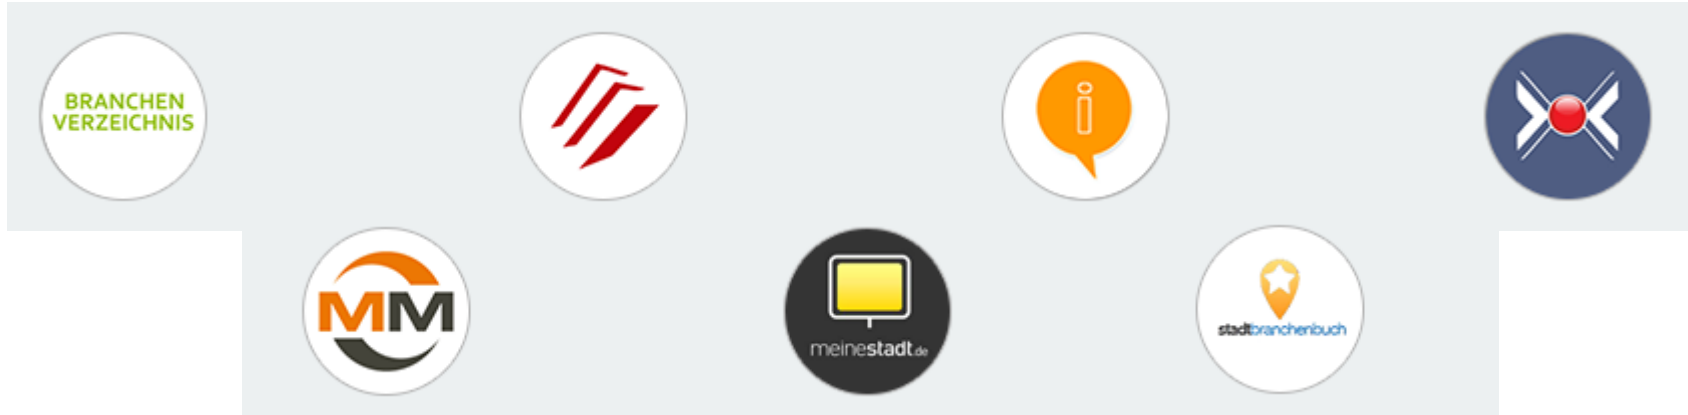 BRANCHEN
VERZEICHNIS
i
MM
meinestadt.de
stadtbranchenbuch